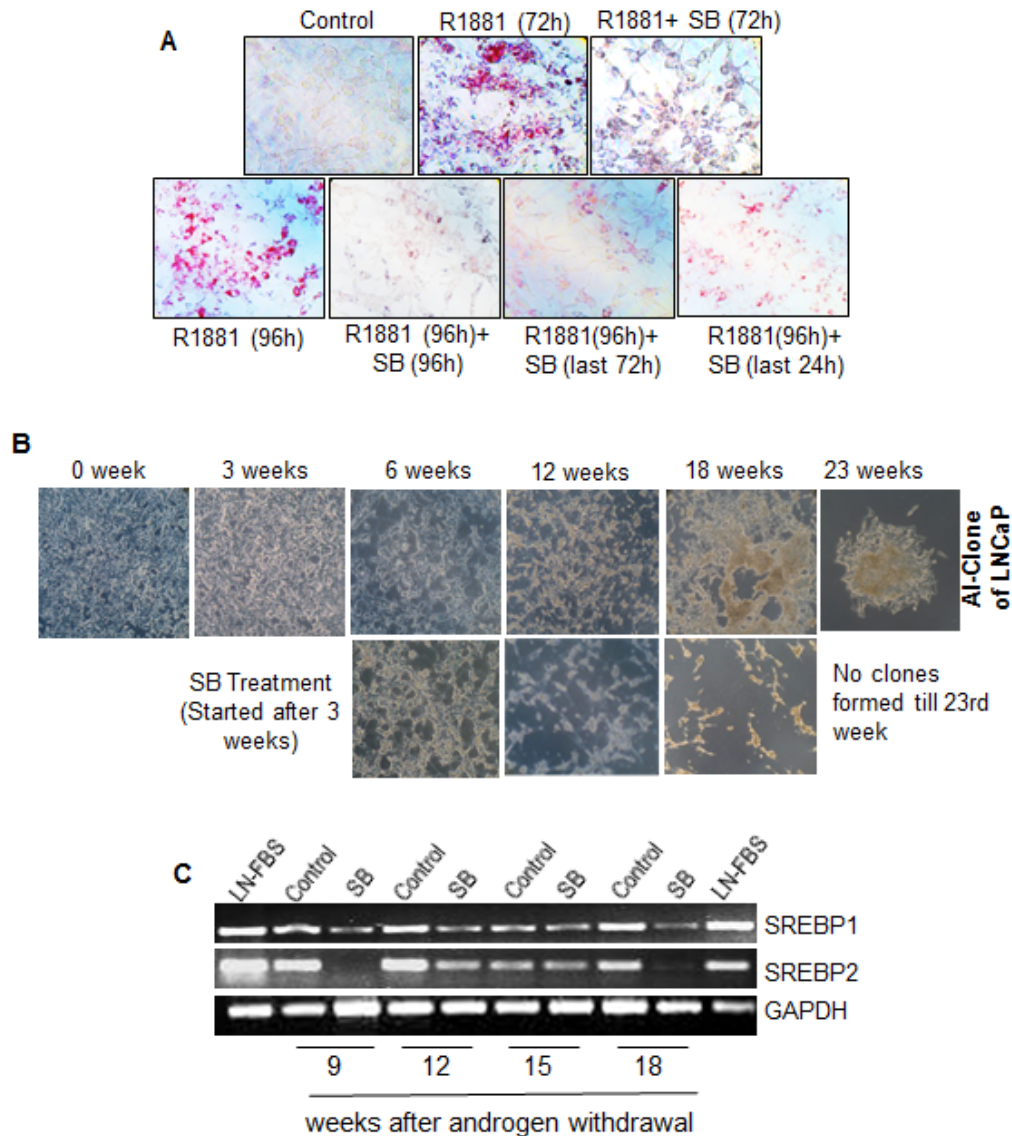 A
Control
R1881 (72h)
R1881+ SB (72h)
R1881 (96h)
R1881 (96h)+
SB (96h)
R1881(96h)+
SB (last 72h)
R1881(96h)+
SB (last 24h)
B
0 week
3 weeks
6 weeks
12 weeks
18 weeks
23 weeks
AI-Clone
of LNCaP
SB Treatment
(Started after 3
weeks)
No clones
formed till 23rd
week
C
LN-FBS
Control
SB
Control
SB
Control
SB
Control
SB
LN-FBS
SREBP1
SREBP2
GAPDH
9
12
15
18
weeks after androgen withdrawal